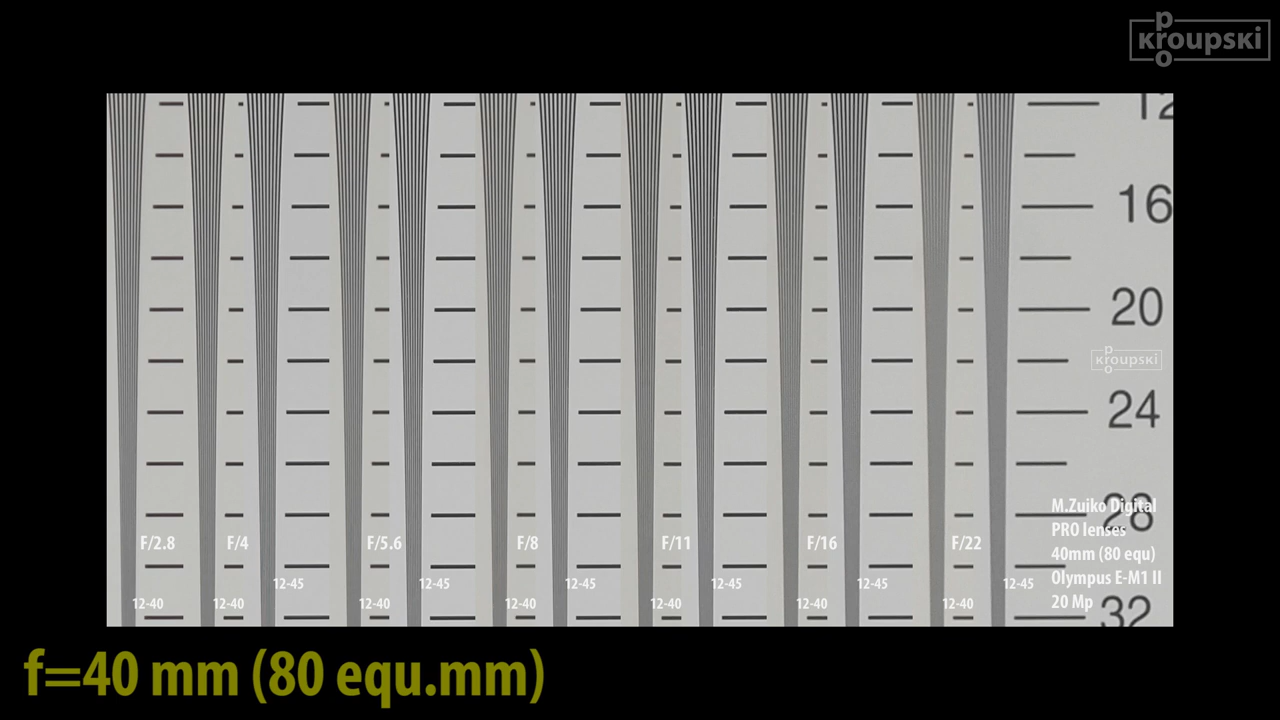 kroupski
pro
12
16
20
kroupski
pro
24
28
M.Zuiko Digital
PRO lenses
40mm (80 equ)
Olympus E-M1 II
20 Mp
32
F/2.8 F/4 F/5.6 F/8 F/11 F/16 F/22
12-45 12-45 12-45 12-45 12-45 12-45
12-40 12-40 12-40 12-40 12-40 12-40 12-40
f=40 mm (80 equ.mm)